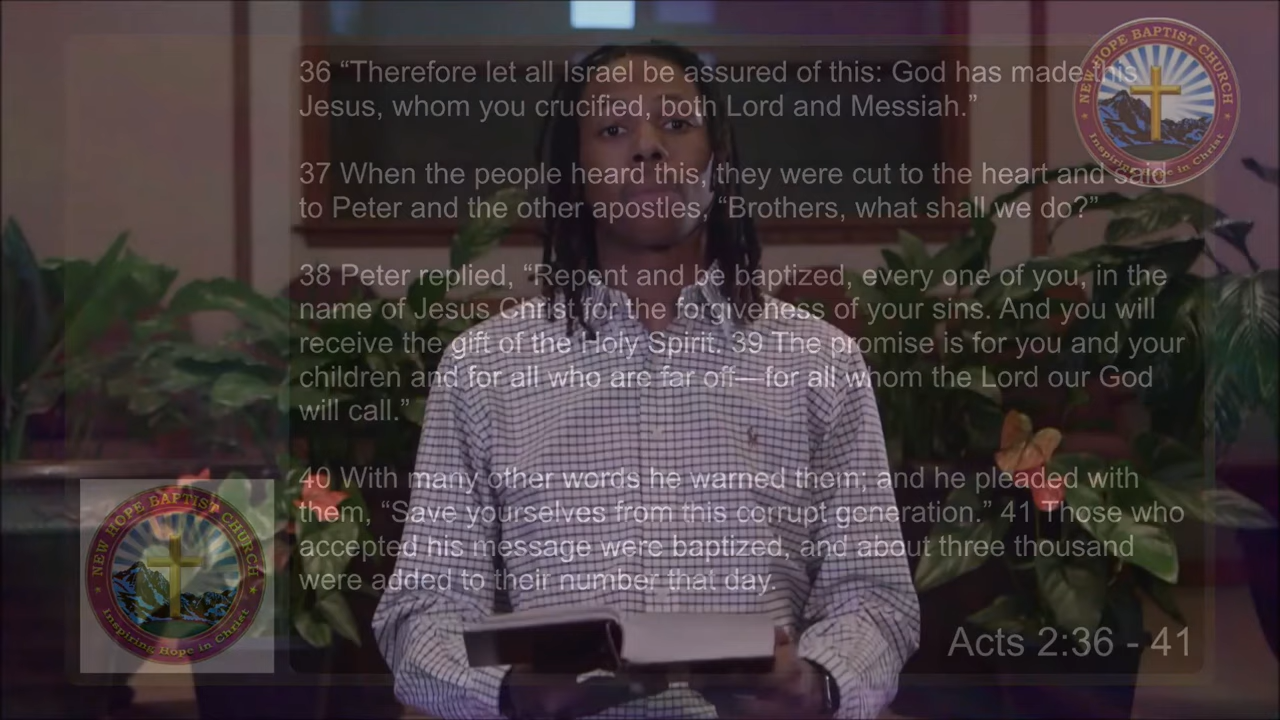 36 “Therefore let all Israel be assured of this: God has made this
Jesus, whom you crucified, both Lord and Messiah.”
37 When the people heard this, they were cut to the heart and said
to Peter and the other apostles, “Brothers, what shall we do?”
38 Peter replied, “Repent and be baptized, every one of you, in the
name of Jesus Christ for the forgiveness of your sins. And you will
receive the gift of the Holy Spirit. 39 The promise is for you and your
children and for all who are far off—for all whom the Lord our God
will call.”
40 With many other words he warned them; and he pleaded with
them, “Save yourselves from this corrupt generation.” 41 Those who
accepted his message were baptized, and about three thousand
were added to their number that day.
Acts 2:36 - 41
NEW HOPE BAPTIST CHURCH
Inspiring Hope in Christ
NEW HOPE BAPTIST CHURCH
Inspiring Hope in Christ